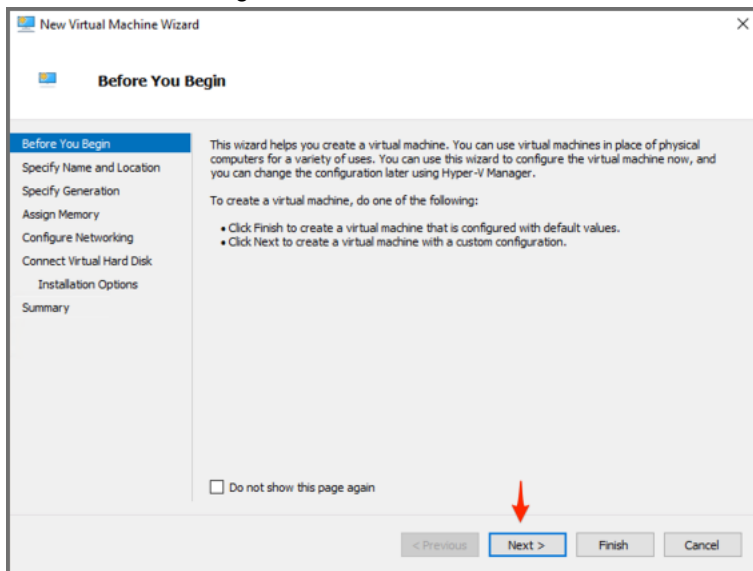 New Virtual Machine Wizard
Before You Begin
Before You Begin
Specify Name and Location
Specify Generation
Assign Memory
Configure Networking
Connect Virtual Hard Disk
Installation Options
Summary
This wizard helps you create a virtual machine. You can use virtual machines in place of physical
computers for a variety of uses. You can use this wizard to configure the virtual machine now, and
you can change the configuration later using Hyper-V Manager.
To create a virtual machine, do one of the following:
• Click Finish to create a virtual machine that is configured with default values.
• Click Next to create a virtual machine with a custom configuration.
Do not show this page again
< Previous Next > Finish Cancel